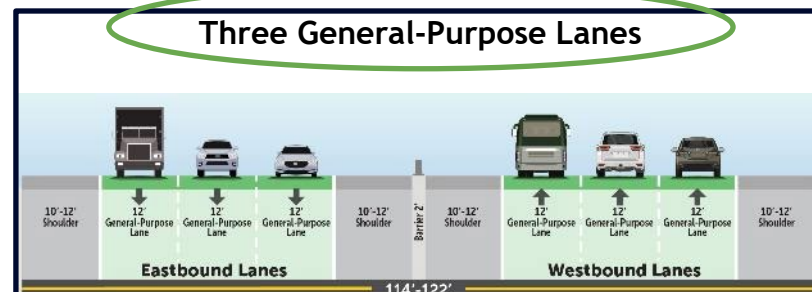 Three General-Purpose Lanes
10'-12'
Shoulder
12'
General-Purpose
Lane
12'
General-Purpose
Lane
12'
General-Purpose
Lane
10'-12'
Shoulder
Barrier 2'
10'-12'
Shoulder
12'
General-Purpose
Lane
12'
General-Purpose
Lane
12'
General-Purpose
Lane
10'-12'
Shoulder
Eastbound Lanes
Westbound Lanes
114'-122'